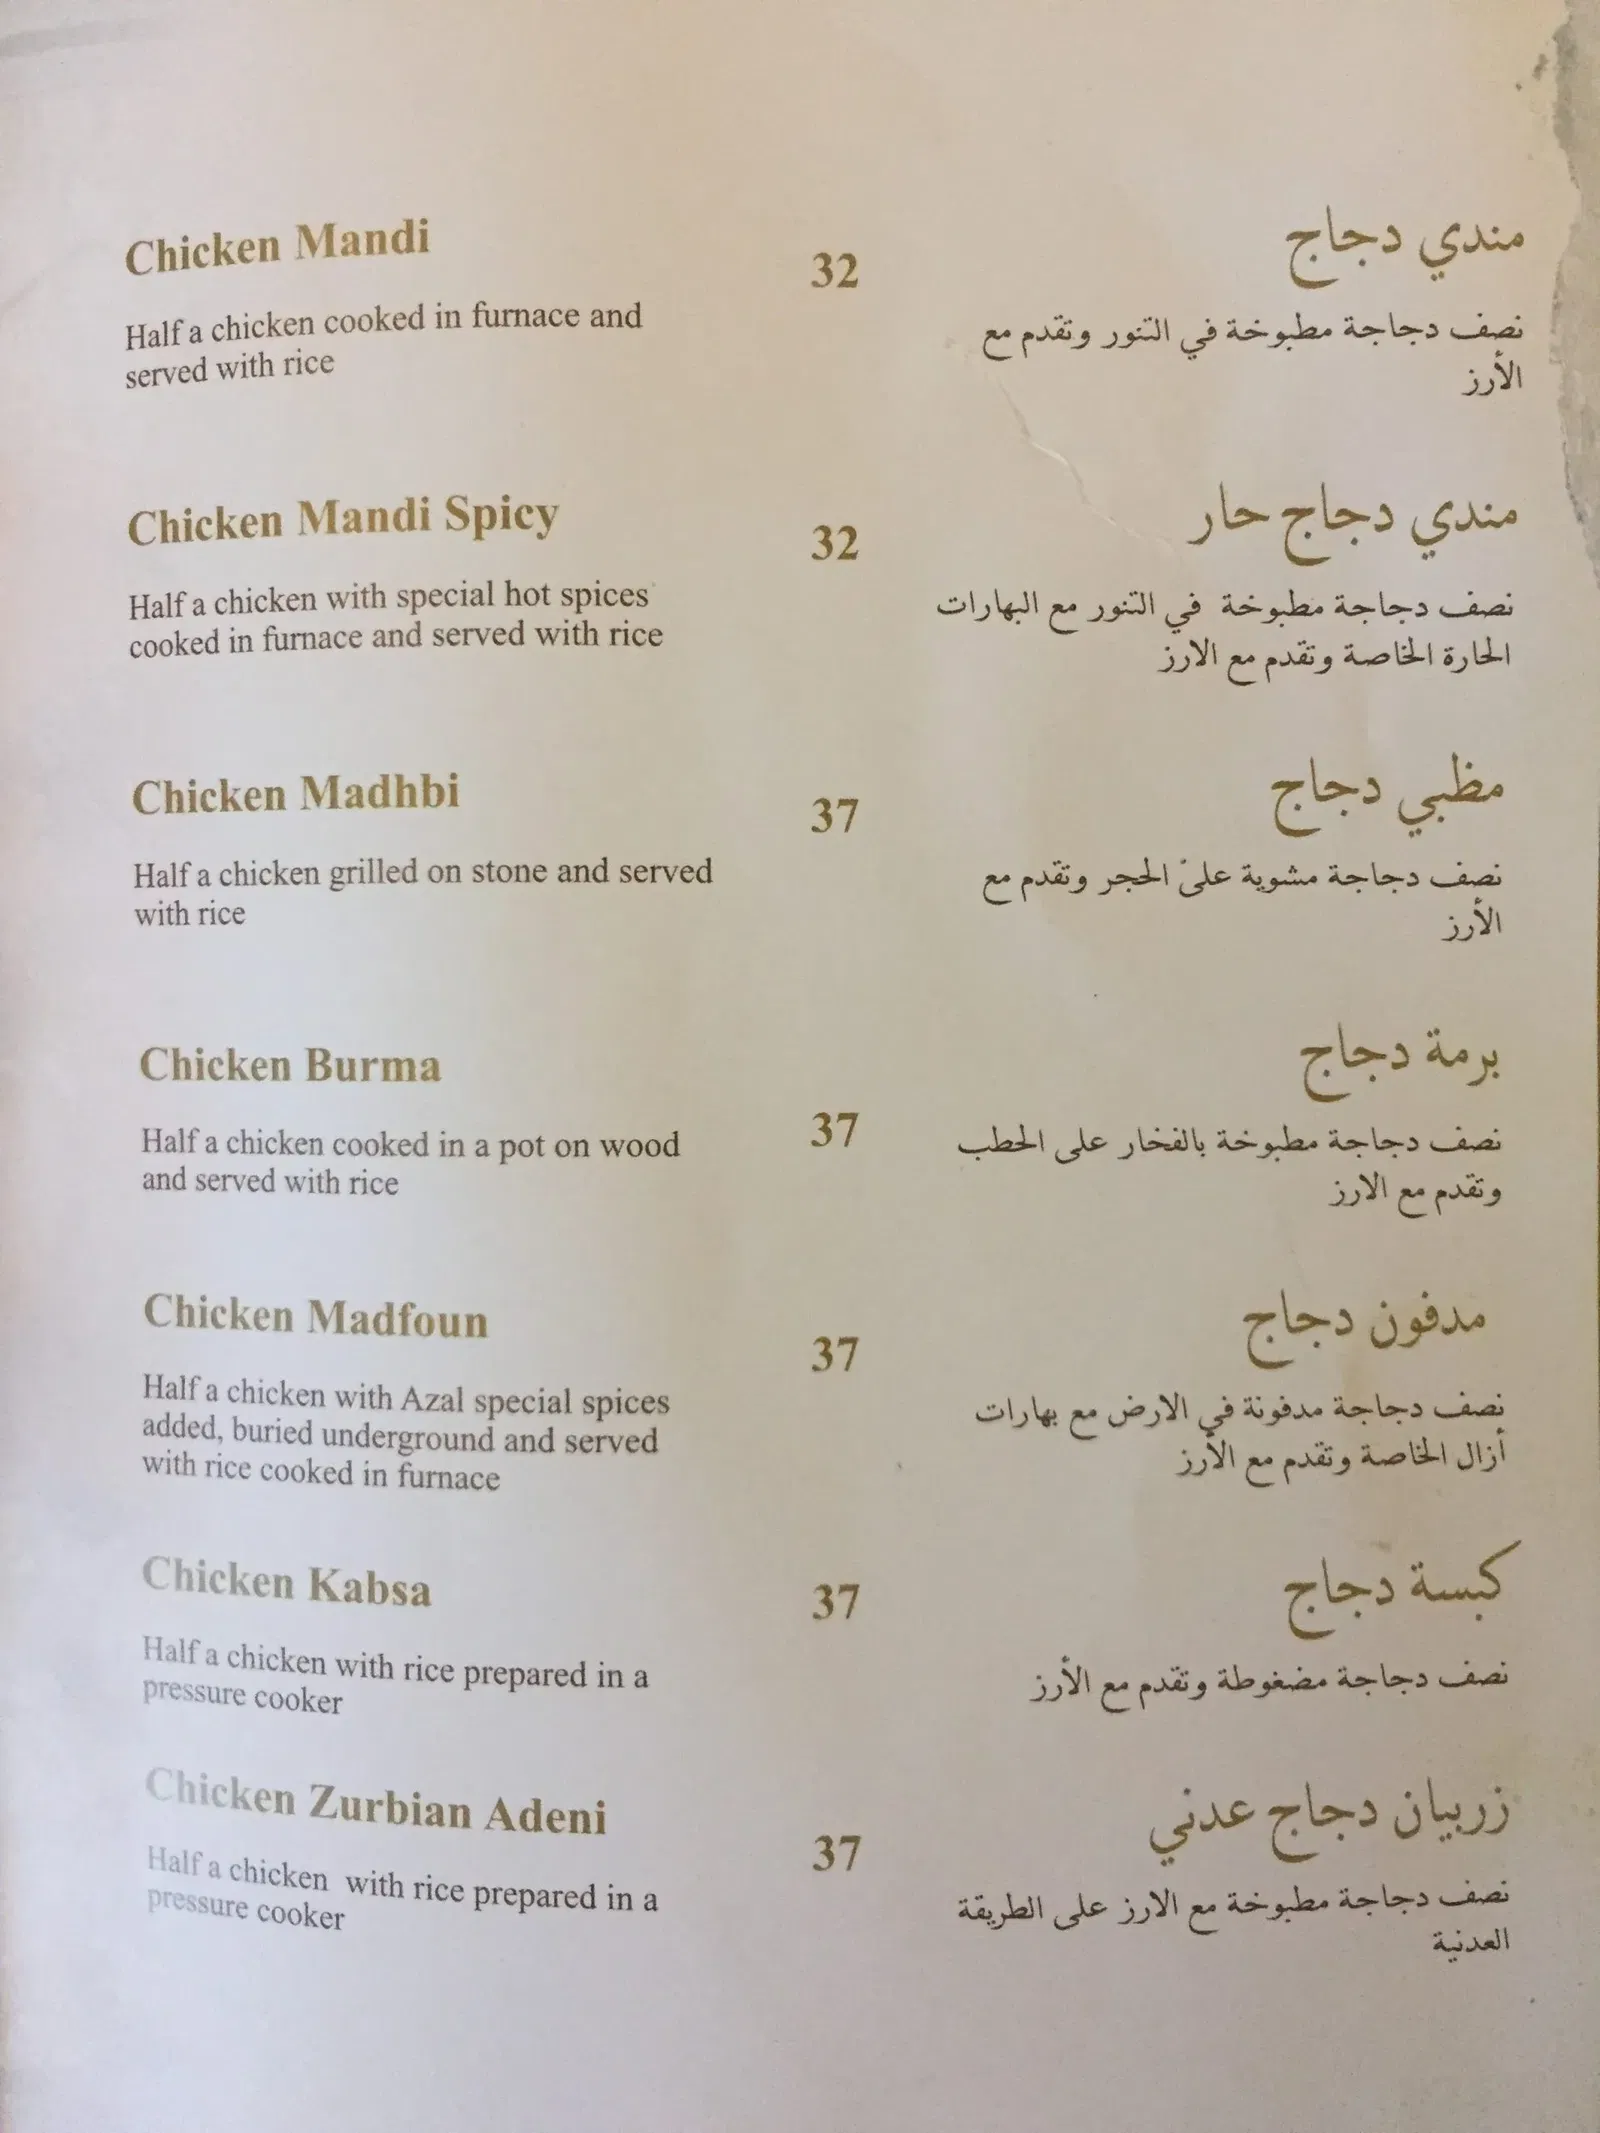 Chicken Mandi
32
مندي دجاج
Half a chicken cooked in furnace and
served with rice
نصف دجاجة مطبوخة في التنور وتقدم مع
الأرز
Chicken Mandi Spicy
32
مندي دجاج حار
Half a chicken with special hot spices
cooked in furnace and served with rice
نصف دجاجة مطبوخة في التنور مع البهارات
الحارة الخاصة وتقدم مع الارز
Chicken Madhbi
37
مظبي دجاج
Half a chicken grilled on stone and served
with rice
نصف دجاجة مشوية على الحجر وتقدم مع
الأرز
Chicken Burma
37
برمة دجاج
Half a chicken cooked in a pot on wood
and served with rice
نصف دجاجة مطبوخة بالفخار على الحطب
وتقدم مع الارز
Chicken Madfoun
37
مدفون دجاج
Half a chicken with Azal special spices
added, buried underground and served
with rice cooked in furnace
نصف دجاجة مدفونة في الارض مع بهارات
أزال الخاصة وتقدم مع الأرز
Chicken Kabsa
37
كبسة دجاج
Half a chicken with rice prepared in a
pressure cooker
نصف دجاجة مضغوطة وتقدم مع الأرز
Chicken Zurbian Adeni
37
زربيان دجاج عدني
Half a chicken with rice prepared in a
pressure cooker
نصف دجاجة مطبوخة مع الارز على الطريقة
العدنية